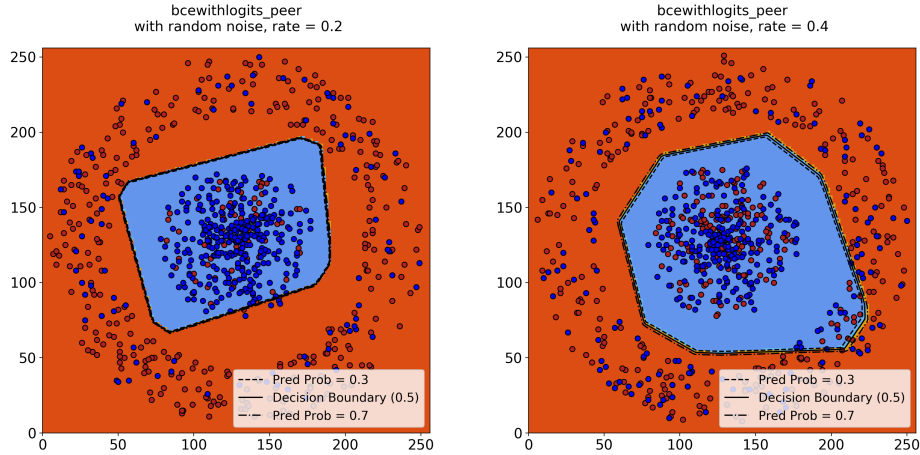 bcewithlogits_peer
with random noise, rate = 0.2
250
200
150
100
50
0
0 50 100 150 200 250
Pred Prob = 0.3
Decision Boundary (0.5)
Pred Prob = 0.7
bcewithlogits_peer
with random noise, rate = 0.4
250
200
150
100
50
0
0 50 100 150 200 250
Pred Prob = 0.3
Decision Boundary (0.5)
Pred Prob = 0.7